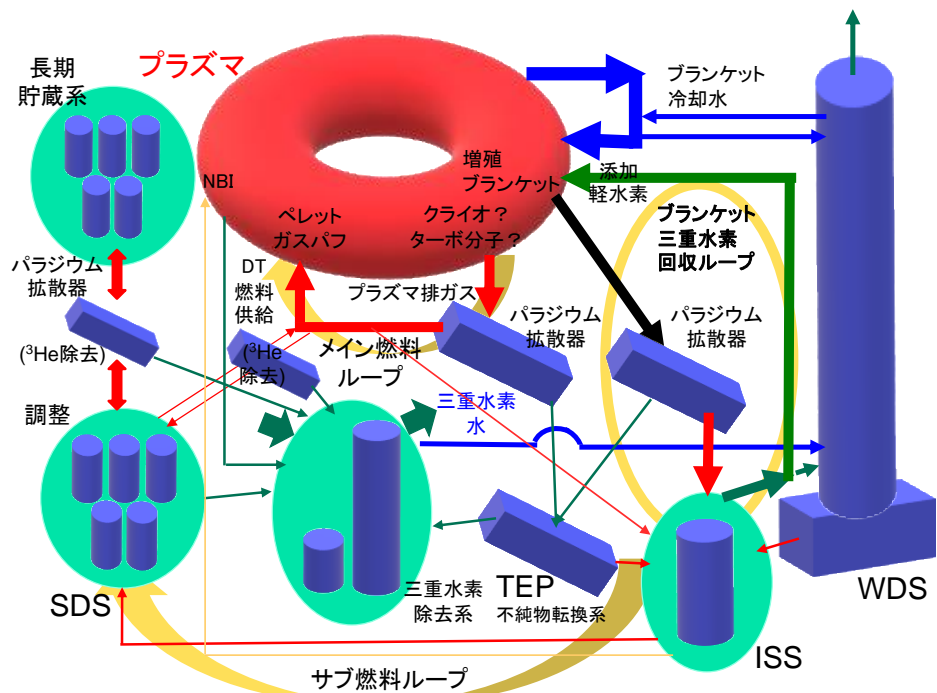 長期
貯蔵系
プラズマ
ブランケット
冷却水
NBI
増殖
ブランケット
添加
軽水素
ペレット
ガスパフ
クライオ？
ターボ分子？
ブランケット
三重水素
回収ループ
パラジウム
拡散器
DT
燃料
供給
プラズマ排ガス
パラジウム
拡散器
パラジウム
拡散器
(³He除去)
(³He
除去)
メイン燃料
ループ
調整
三重水素
水
SDS
三重水素
除去系
TEP
不純物転換系
WDS
ISS
サブ燃料ループ